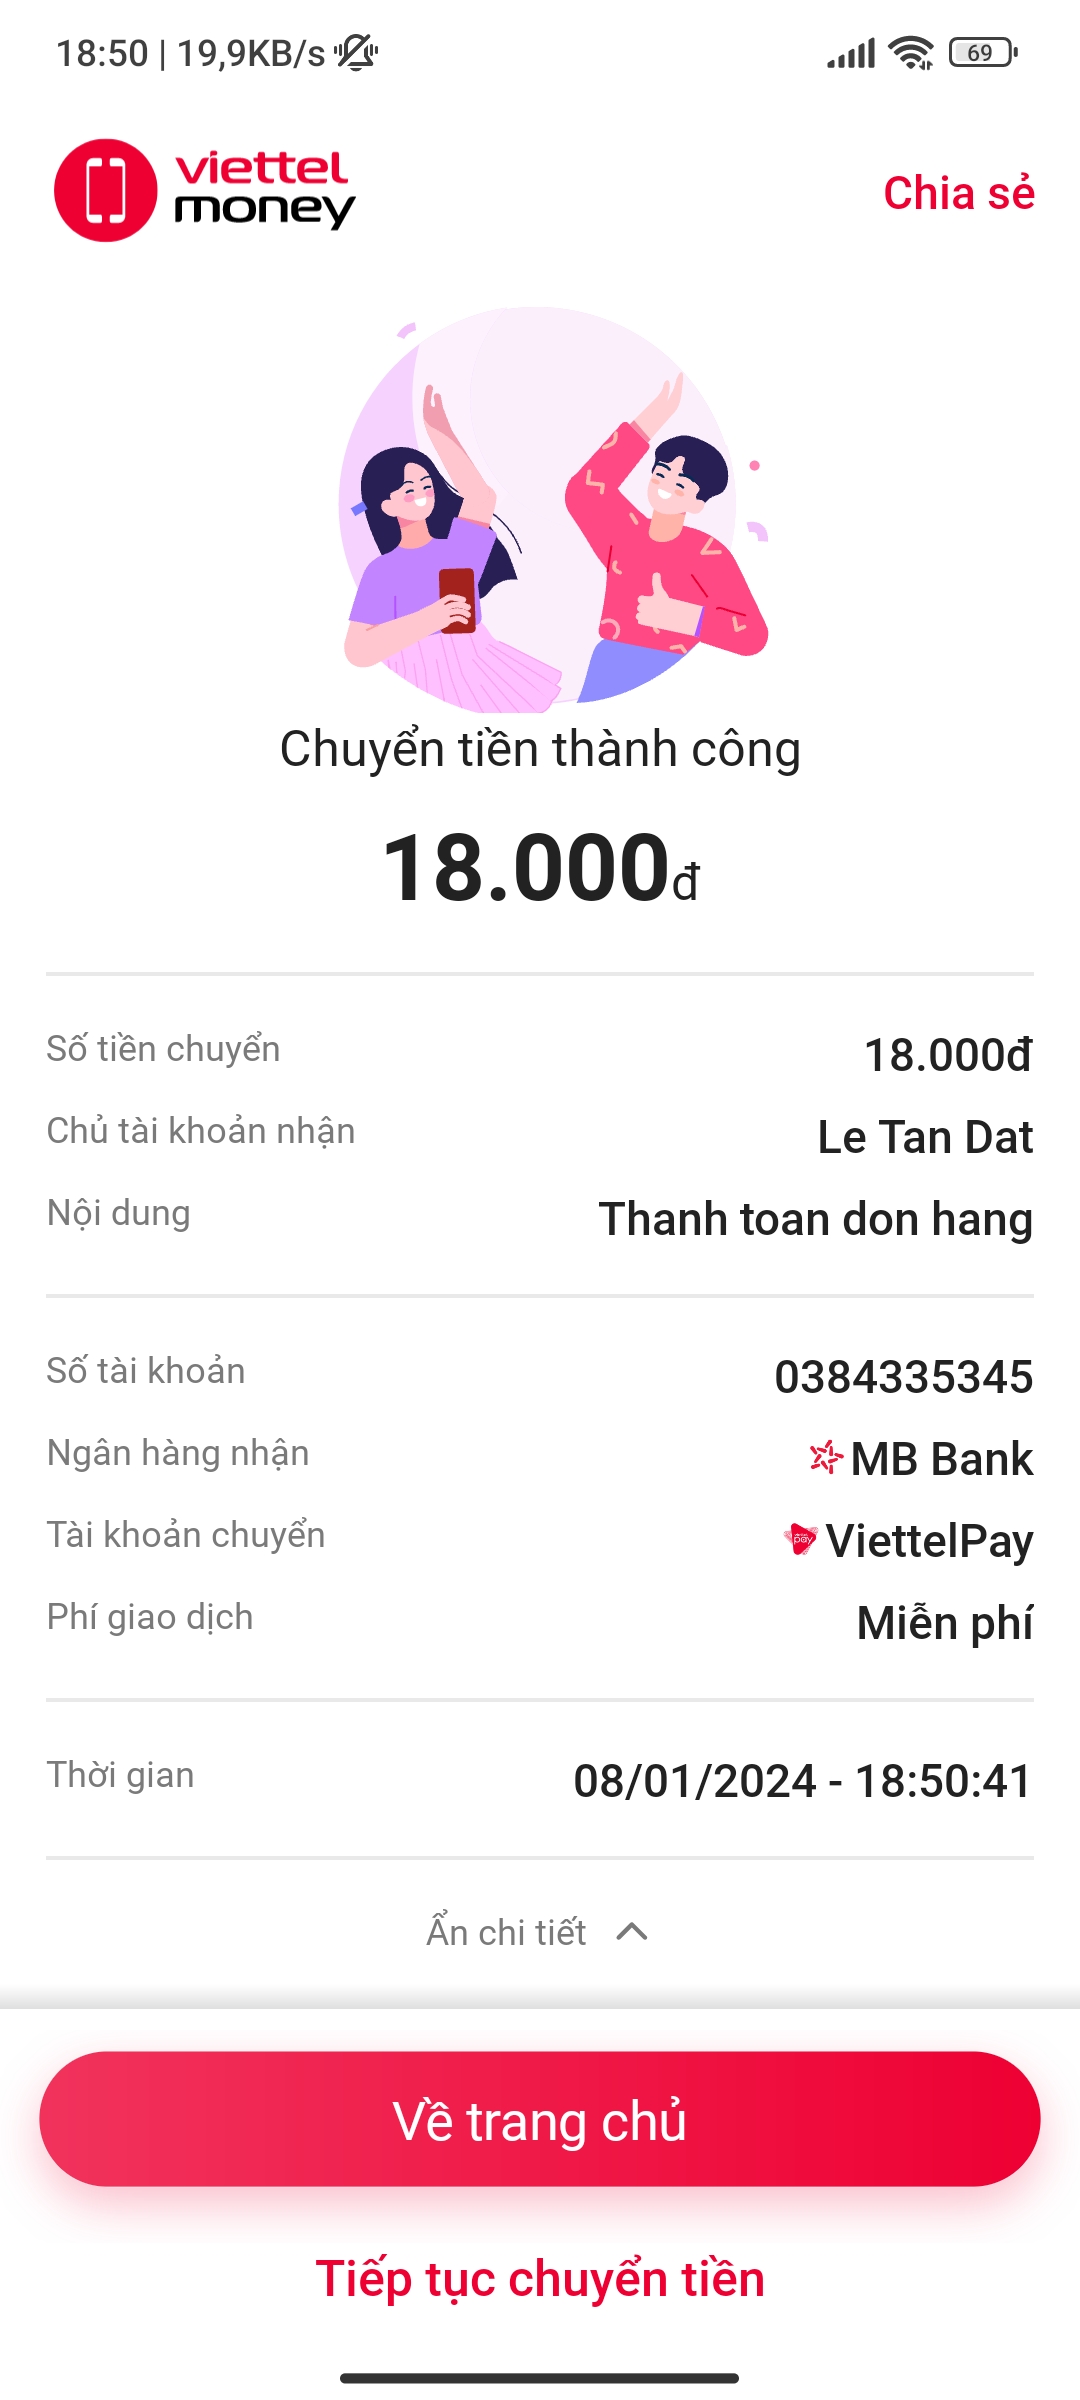 18:50 | 19,9KB/s
69
viettel
money
Chia sẻ
Chuyển tiền thành công
18.000đ
Số tiền chuyển 18.000đ
Chủ tài khoản nhận Le Tan Dat
Nội dung Thanh toan don hang
Số tài khoản 0384335345
Ngân hàng nhận MB Bank
Tài khoản chuyển ViettelPay
Phí giao dịch Miễn phí
Thời gian 08/01/2024 - 18:50:41
Ẩn chi tiết
Về trang chủ
Tiếp tục chuyển tiền